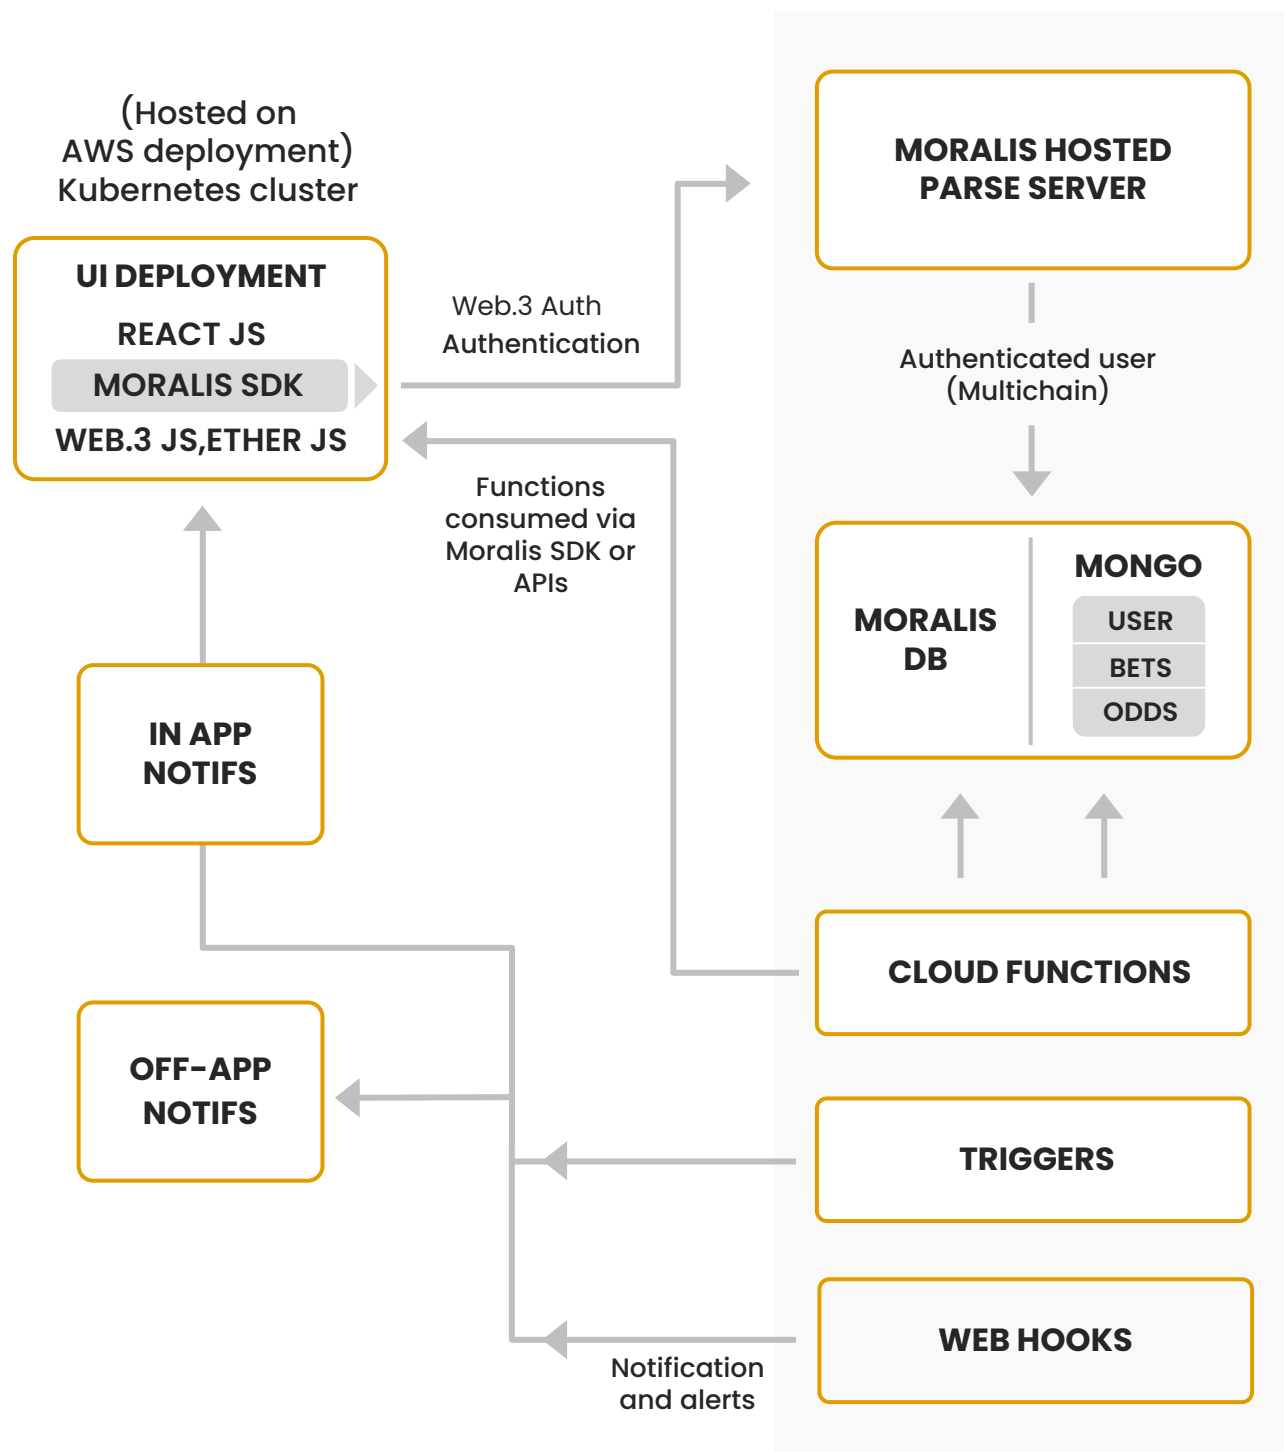 (Hosted on
AWS deployment)
Kubernetes cluster
UI DEPLOYMENT
REACT JS
MORALIS SDK
WEB.3 JS,ETHER JS
Web.3 Auth
Authentication
Functions
consumed via
Moralis SDK or
APIs
MORALIS HOSTED
PARSE SERVER
Authenticated user
(Multichain)
MORALIS
DB
MONGO
USER
BETS
ODDS
IN APP
NOTIFS
CLOUD FUNCTIONS
OFF-APP
NOTIFS
TRIGGERS
WEB HOOKS
Notification
and alerts